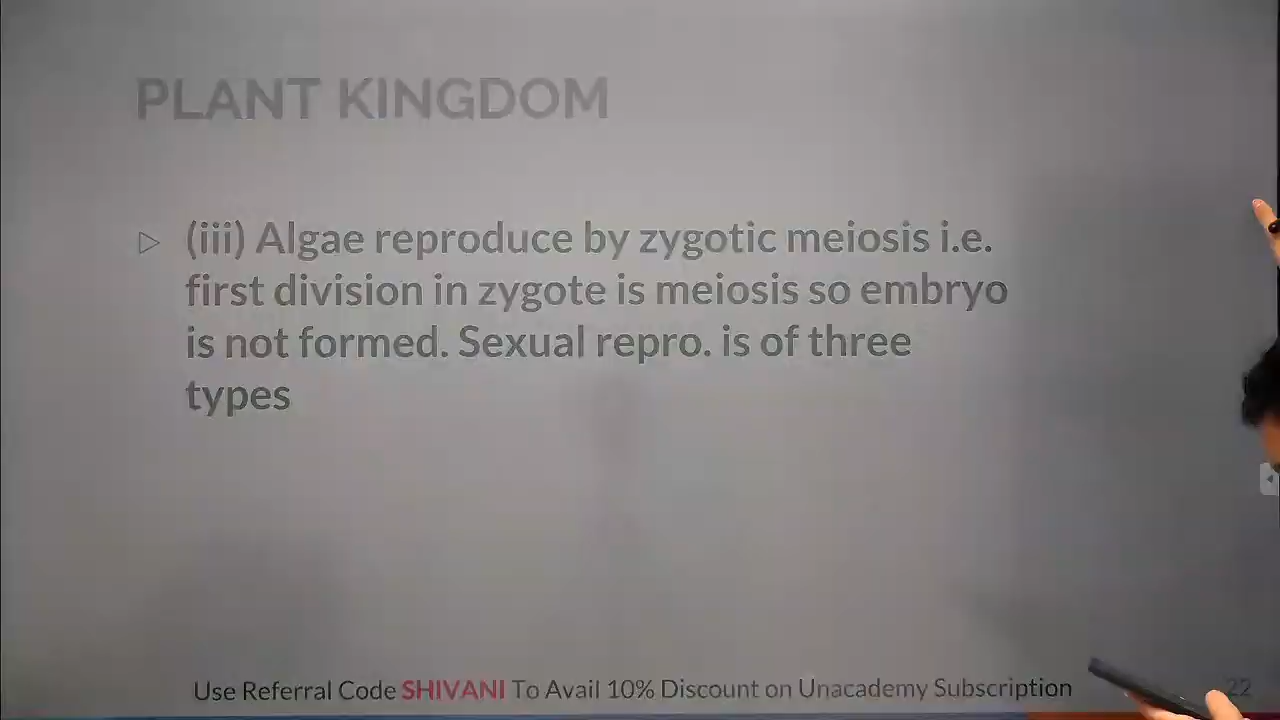 PLANT KINGDOM
(iii) Algae reproduce by zygotic meiosis i.e.
first division in zygote is meiosis so embryo
is not formed. Sexual repro. is of three
types
Use Referral Code SHIVANI To Avail 10% Discount on Unacademy Subscription
22